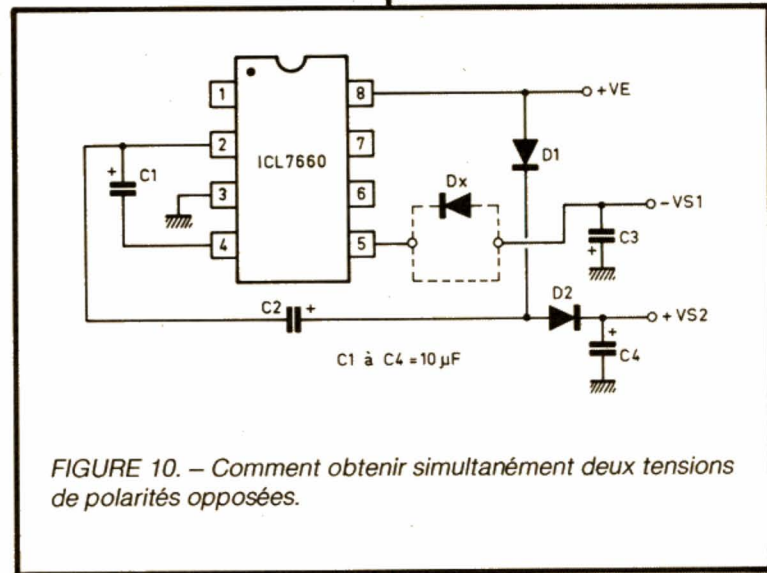 1
8
+VE
2
7
D1
+
C1
ICL7660
Dx
3
6
-VS1
4
5
C3
+
C2
+
D2
+VS2
+
C4
C1 à C4 = 10 µF
FIGURE 10. – Comment obtenir simultanément deux tensions
de polarités opposées.